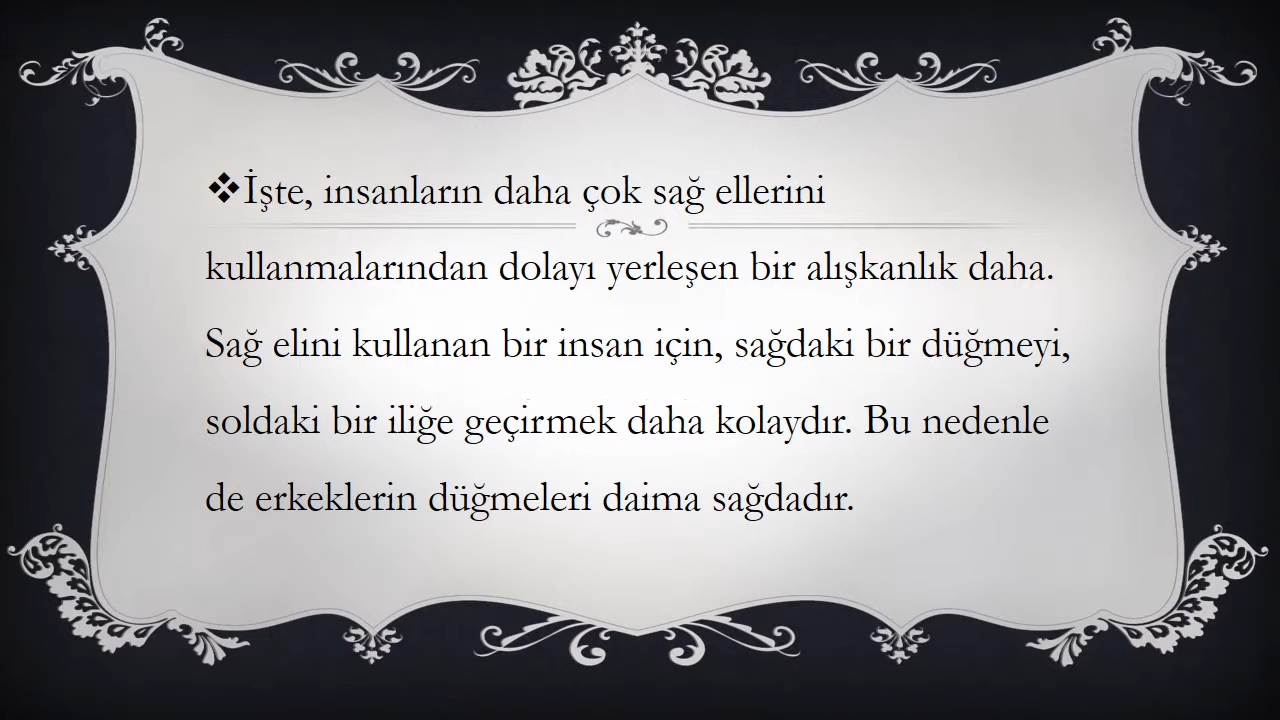 ❖İşte, insanların daha çok sağ ellerini
kullanmalarından dolayı yerleşen bir alışkanlık daha.
Sağ elini kullanan bir insan için, sağdaki bir düğmeyi,
soldaki bir iliğe geçirmek daha kolaydır. Bu nedenle
de erkeklerin düğmeleri daima sağdadır.